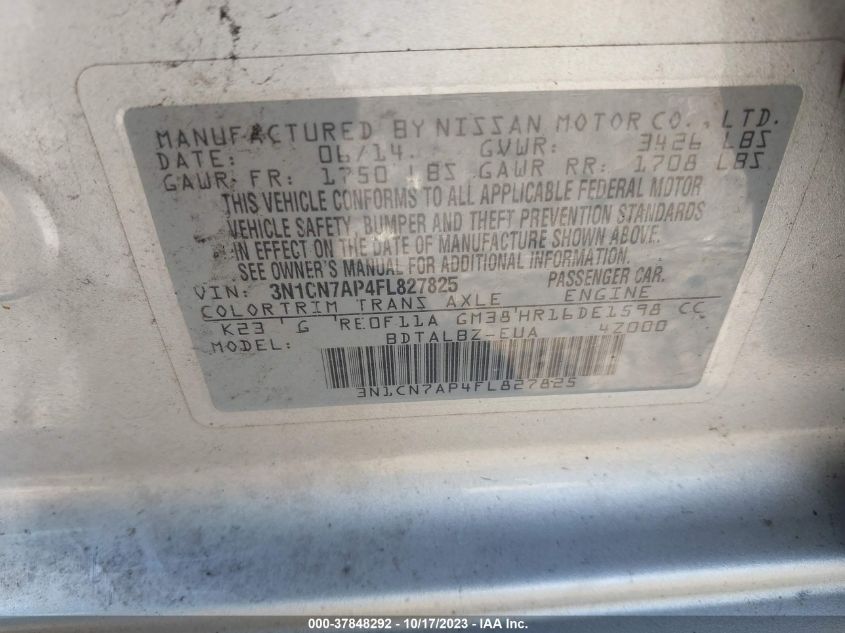 MANUFACTURED BY NISSAN MOTOR CO., LTD.
DATE: 06/14. GVWR: 3426 LBS
GAWR FR: 1750 LBS GAWR RR: 1708 LBS
THIS VEHICLE CONFORMS TO ALL APPLICABLE FEDERAL MOTOR
VEHICLE SAFETY, BUMPER AND THEFT PREVENTION STANDARDS
IN EFFECT ON THE DATE OF MANUFACTURE SHOWN ABOVE.
SEE OWNER'S MANUAL FOR ADDITIONAL INFORMATION.
VIN: 3N1CN7AP4FL827825 PASSENGER CAR.
COLOR TRIM TRANS AXLE ENGINE
K23 G RE0F11A GM38 HR16DE1598 CC
MODEL: BDTALBZ-EUA 4Z000
3N1CN7AP4FL827825
000-37848292 - 10/17/2023 - IAA Inc.